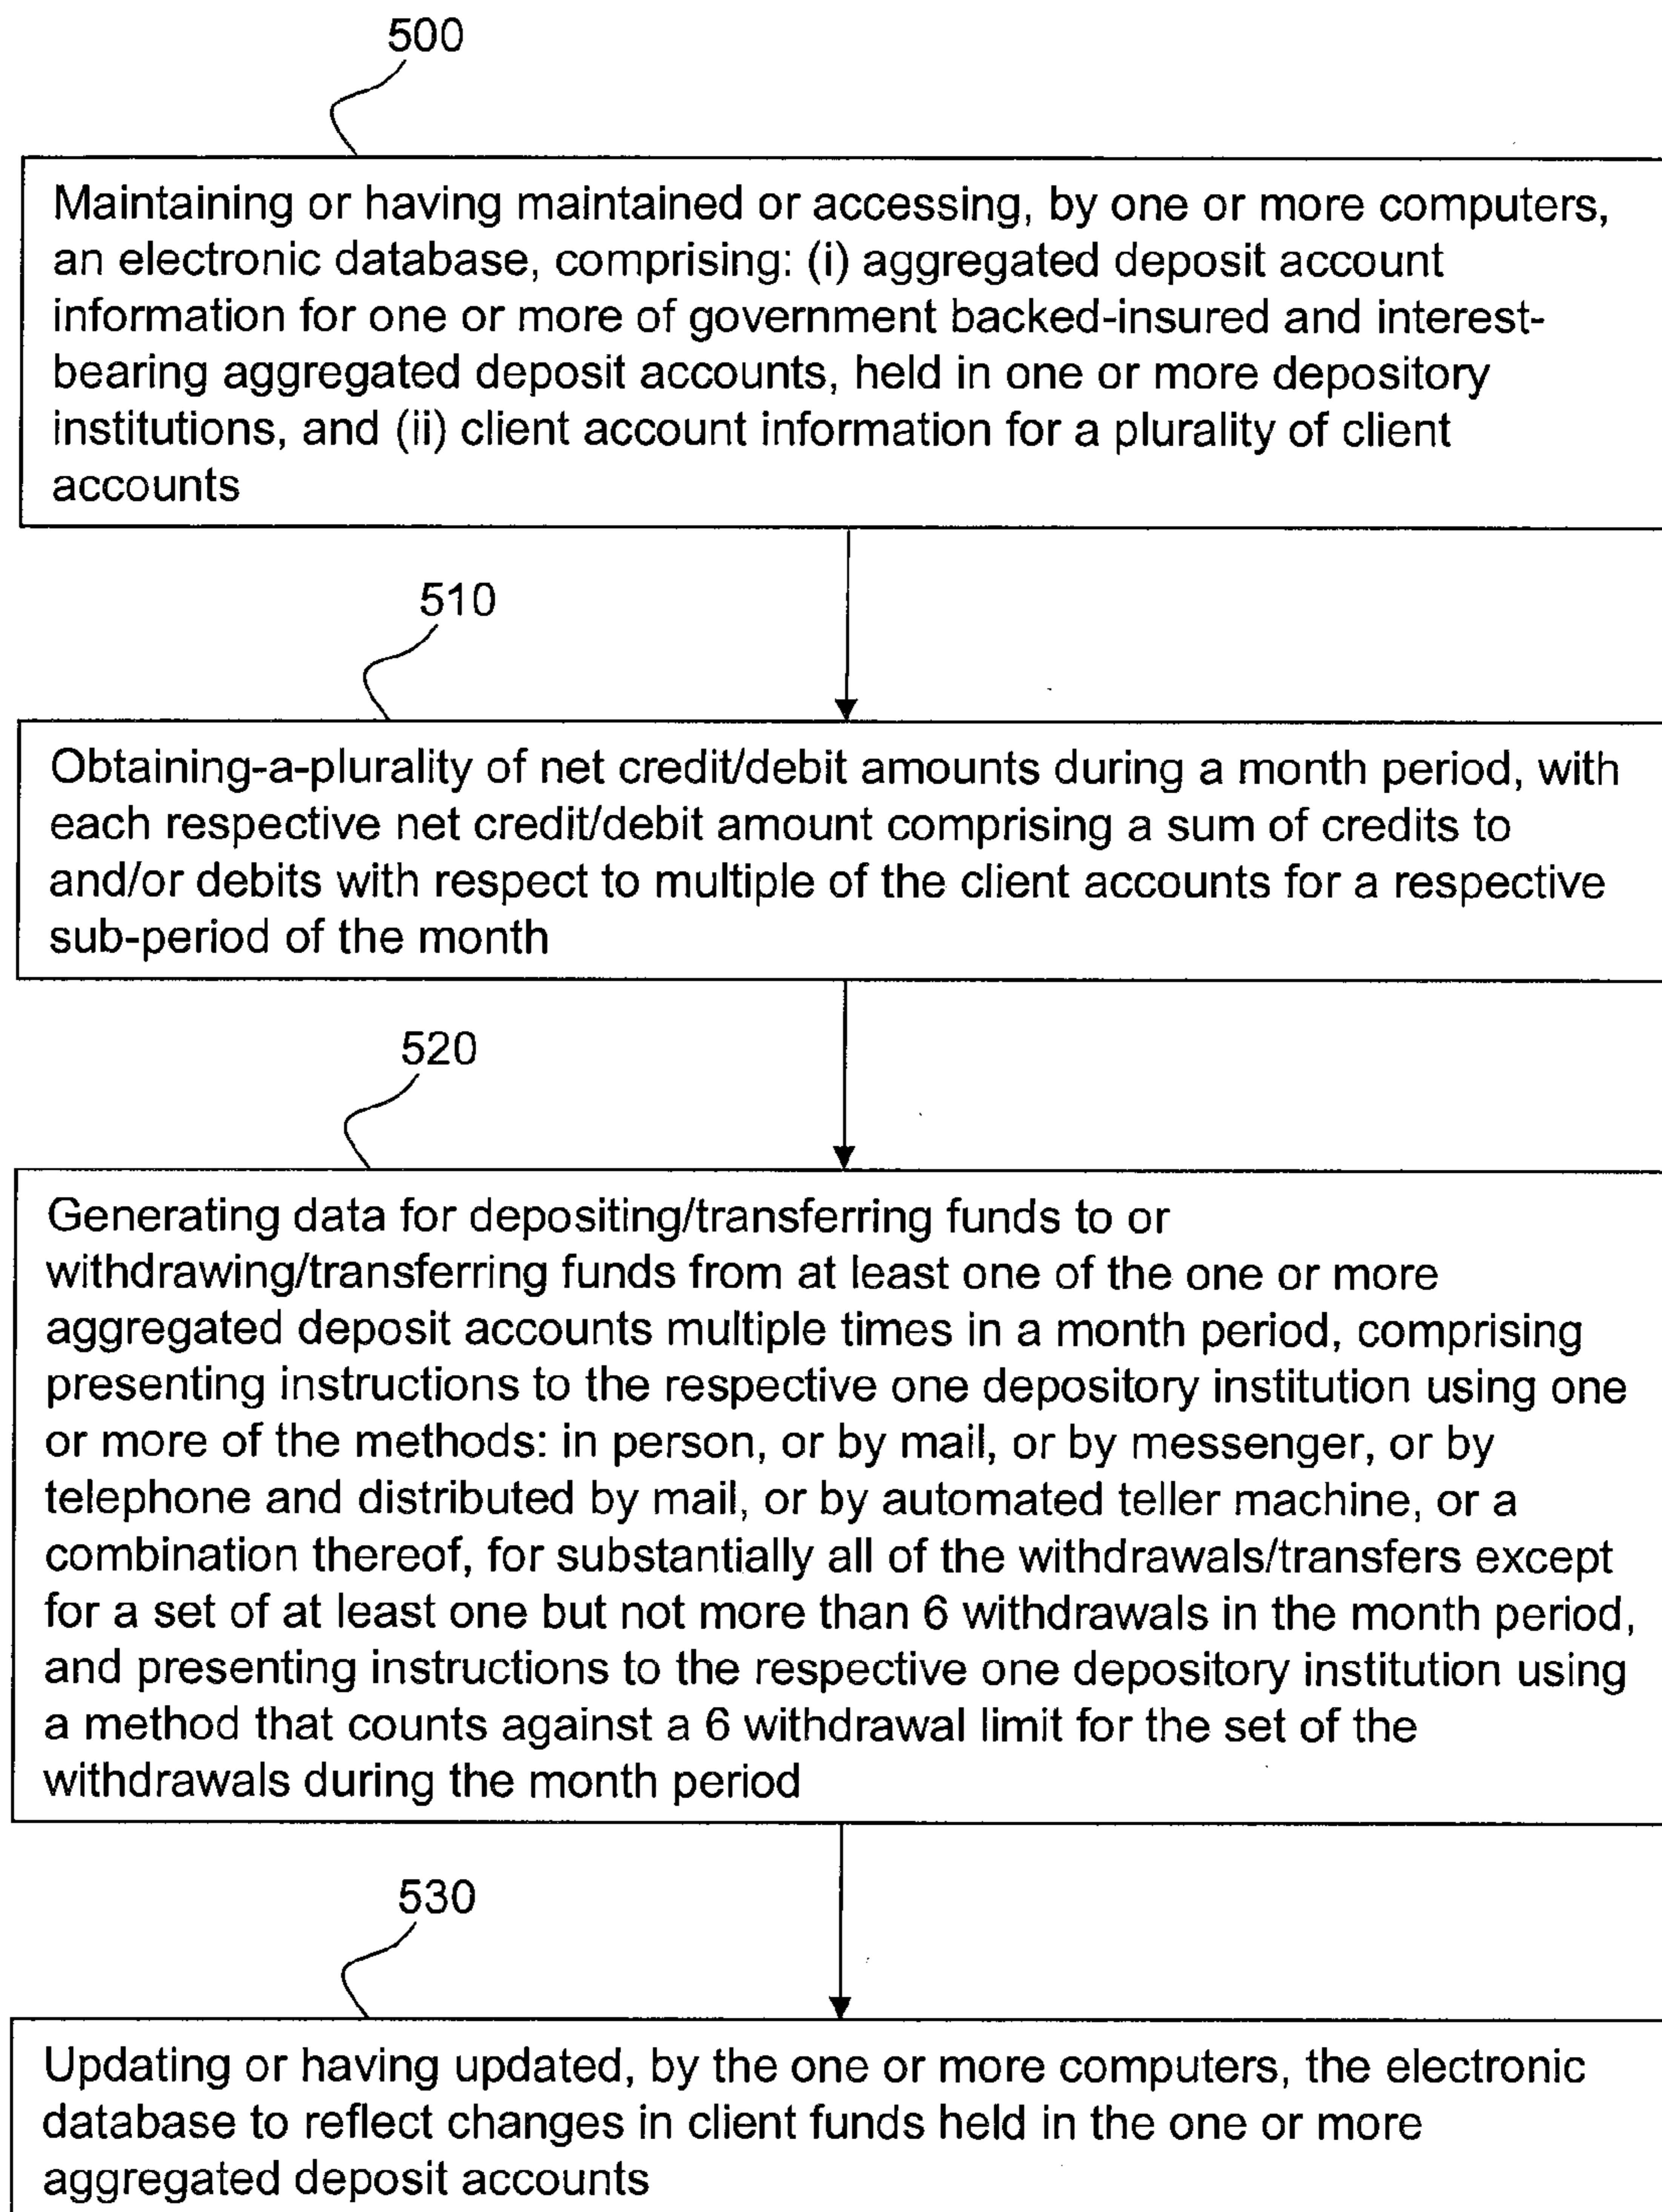 500
Maintaining or having maintained or accessing, by one or more computers,
an electronic database, comprising: (i) aggregated deposit account
information for one or more of government backed-insured and interest-
bearing aggregated deposit accounts, held in one or more depository
institutions, and (ii) client account information for a plurality of client
accounts
510
Obtaining-a-plurality of net credit/debit amounts during a month period, with
each respective net credit/debit amount comprising a sum of credits to
and/or debits with respect to multiple of the client accounts for a respective
sub-period of the month
520
Generating data for depositing/transferring funds to or
withdrawing/transferring funds from at least one of the one or more
aggregated deposit accounts multiple times in a month period, comprising
presenting instructions to the respective one depository institution using one
or more of the methods: in person, or by mail, or by messenger, or by
telephone and distributed by mail, or by automated teller machine, or a
combination thereof, for substantially all of the withdrawals/transfers except
for a set of at least one but not more than 6 withdrawals in the month period,
and presenting instructions to the respective one depository institution using
a method that counts against a 6 withdrawal limit for the set of the
withdrawals during the month period
530
Updating or having updated, by the one or more computers, the electronic
database to reflect changes in client funds held in the one or more
aggregated deposit accounts